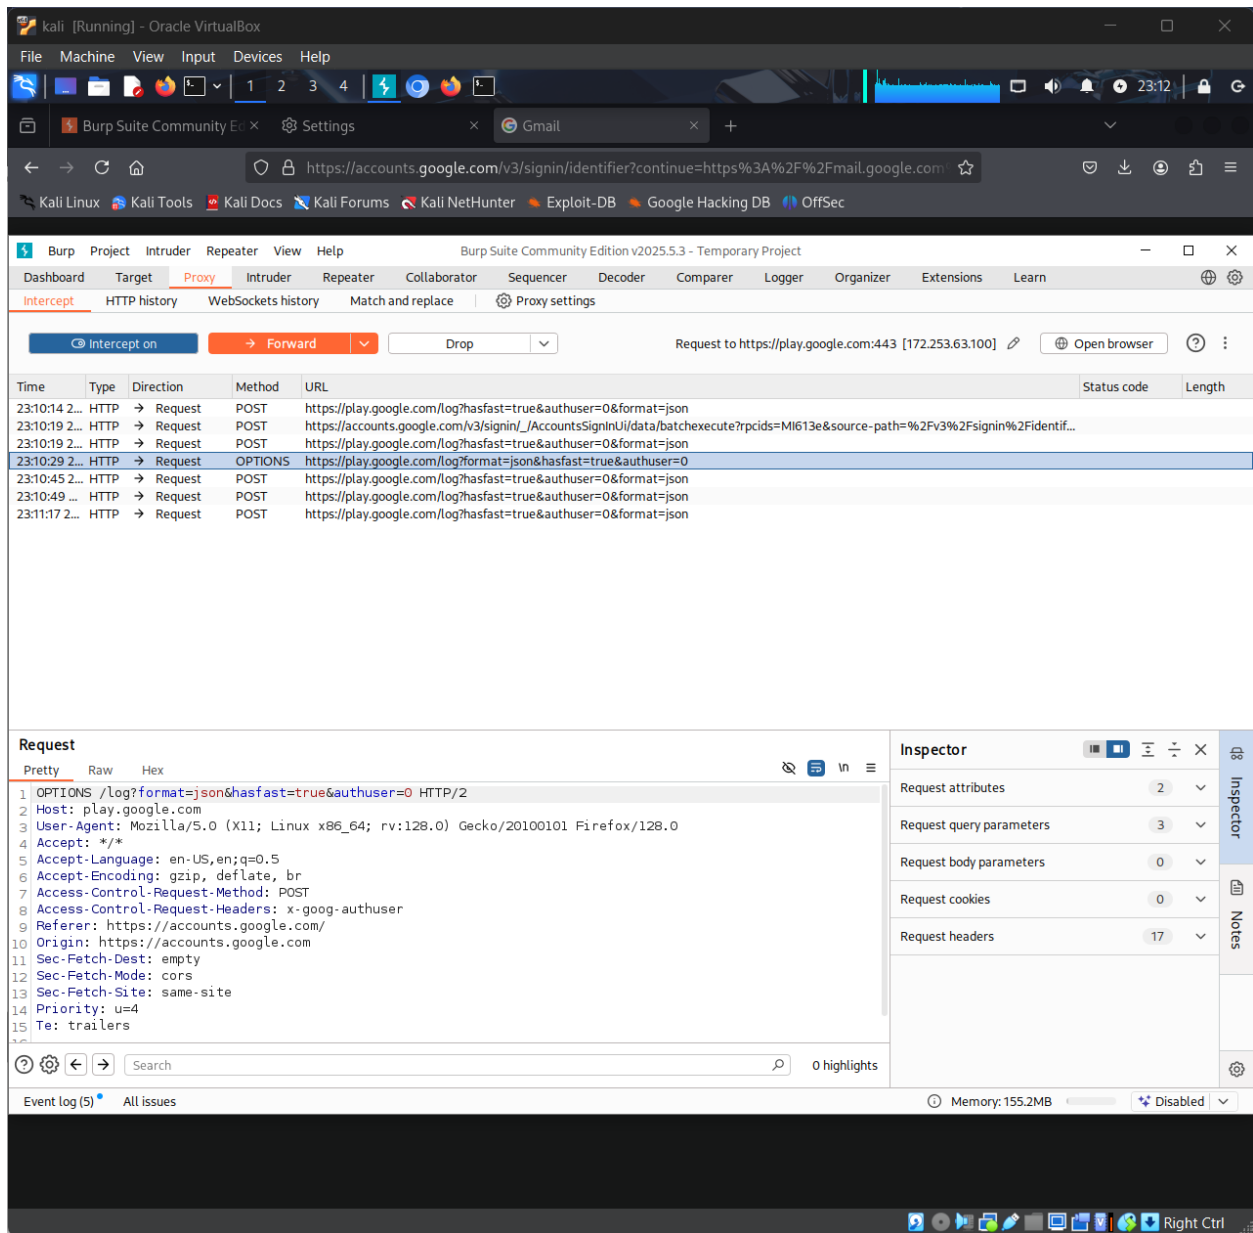 kali [Running] - Oracle VirtualBox
File Machine View Input Devices Help
1 2 3 4 23:12
Burp Suite Community Ed Settings Gmail
https://accounts.google.com/v3/signin/identifier?continue=https%3A%2F%2Fmail.google.com
Kali Linux Kali Tools Kali Docs Kali Forums Kali NetHunter Exploit-DB Google Hacking DB OffSec
Burp Project Intruder Repeater View Help Burp Suite Community Edition v2025.5.3 - Temporary Project
Dashboard Target Proxy Intruder Repeater Collaborator Sequencer Decoder Comparer Logger Organizer Extensions Learn
Intercept HTTP history WebSockets history Match and replace Proxy settings
Intercept on Forward Drop Request to https://play.google.com:443 [172.253.63.100] Open browser
Time Type Direction Method URL Status code Length
23:10:14 2... HTTP → Request POST https://play.google.com/log?hasfast=true&authuser=0&format=json
23:10:19 2... HTTP → Request POST https://accounts.google.com/v3/signin/_/AccountsSignInUi/data/batchexecute?rpcids=MI613e&source-path=%2Fv3%2Fsignin%2Fidentif...
23:10:19 2... HTTP → Request POST https://play.google.com/log?hasfast=true&authuser=0&format=json
23:10:29 2... HTTP → Request OPTIONS https://play.google.com/log?format=json&hasfast=true&authuser=0
23:10:45 2... HTTP → Request POST https://play.google.com/log?hasfast=true&authuser=0&format=json
23:10:49 ... HTTP → Request POST https://play.google.com/log?hasfast=true&authuser=0&format=json
23:11:17 2... HTTP → Request POST https://play.google.com/log?hasfast=true&authuser=0&format=json
Request
Pretty Raw Hex \n
1 OPTIONS /log?format=json&hasfast=true&authuser=0 HTTP/2
2 Host: play.google.com
3 User-Agent: Mozilla/5.0 (X11; Linux x86_64; rv:128.0) Gecko/20100101 Firefox/128.0
4 Accept: */*
5 Accept-Language: en-US,en;q=0.5
6 Accept-Encoding: gzip, deflate, br
7 Access-Control-Request-Method: POST
8 Access-Control-Request-Headers: x-goog-authuser
9 Referer: https://accounts.google.com/
10 Origin: https://accounts.google.com
11 Sec-Fetch-Dest: empty
12 Sec-Fetch-Mode: cors
13 Sec-Fetch-Site: same-site
14 Priority: u=4
15 Te: trailers
Search 0 highlights
Inspector
Request attributes 2
Request query parameters 3
Request body parameters 0
Request cookies 0
Request headers 17
Inspector
Notes
Event log (5) All issues Memory: 155.2MB Disabled
Right Ctrl